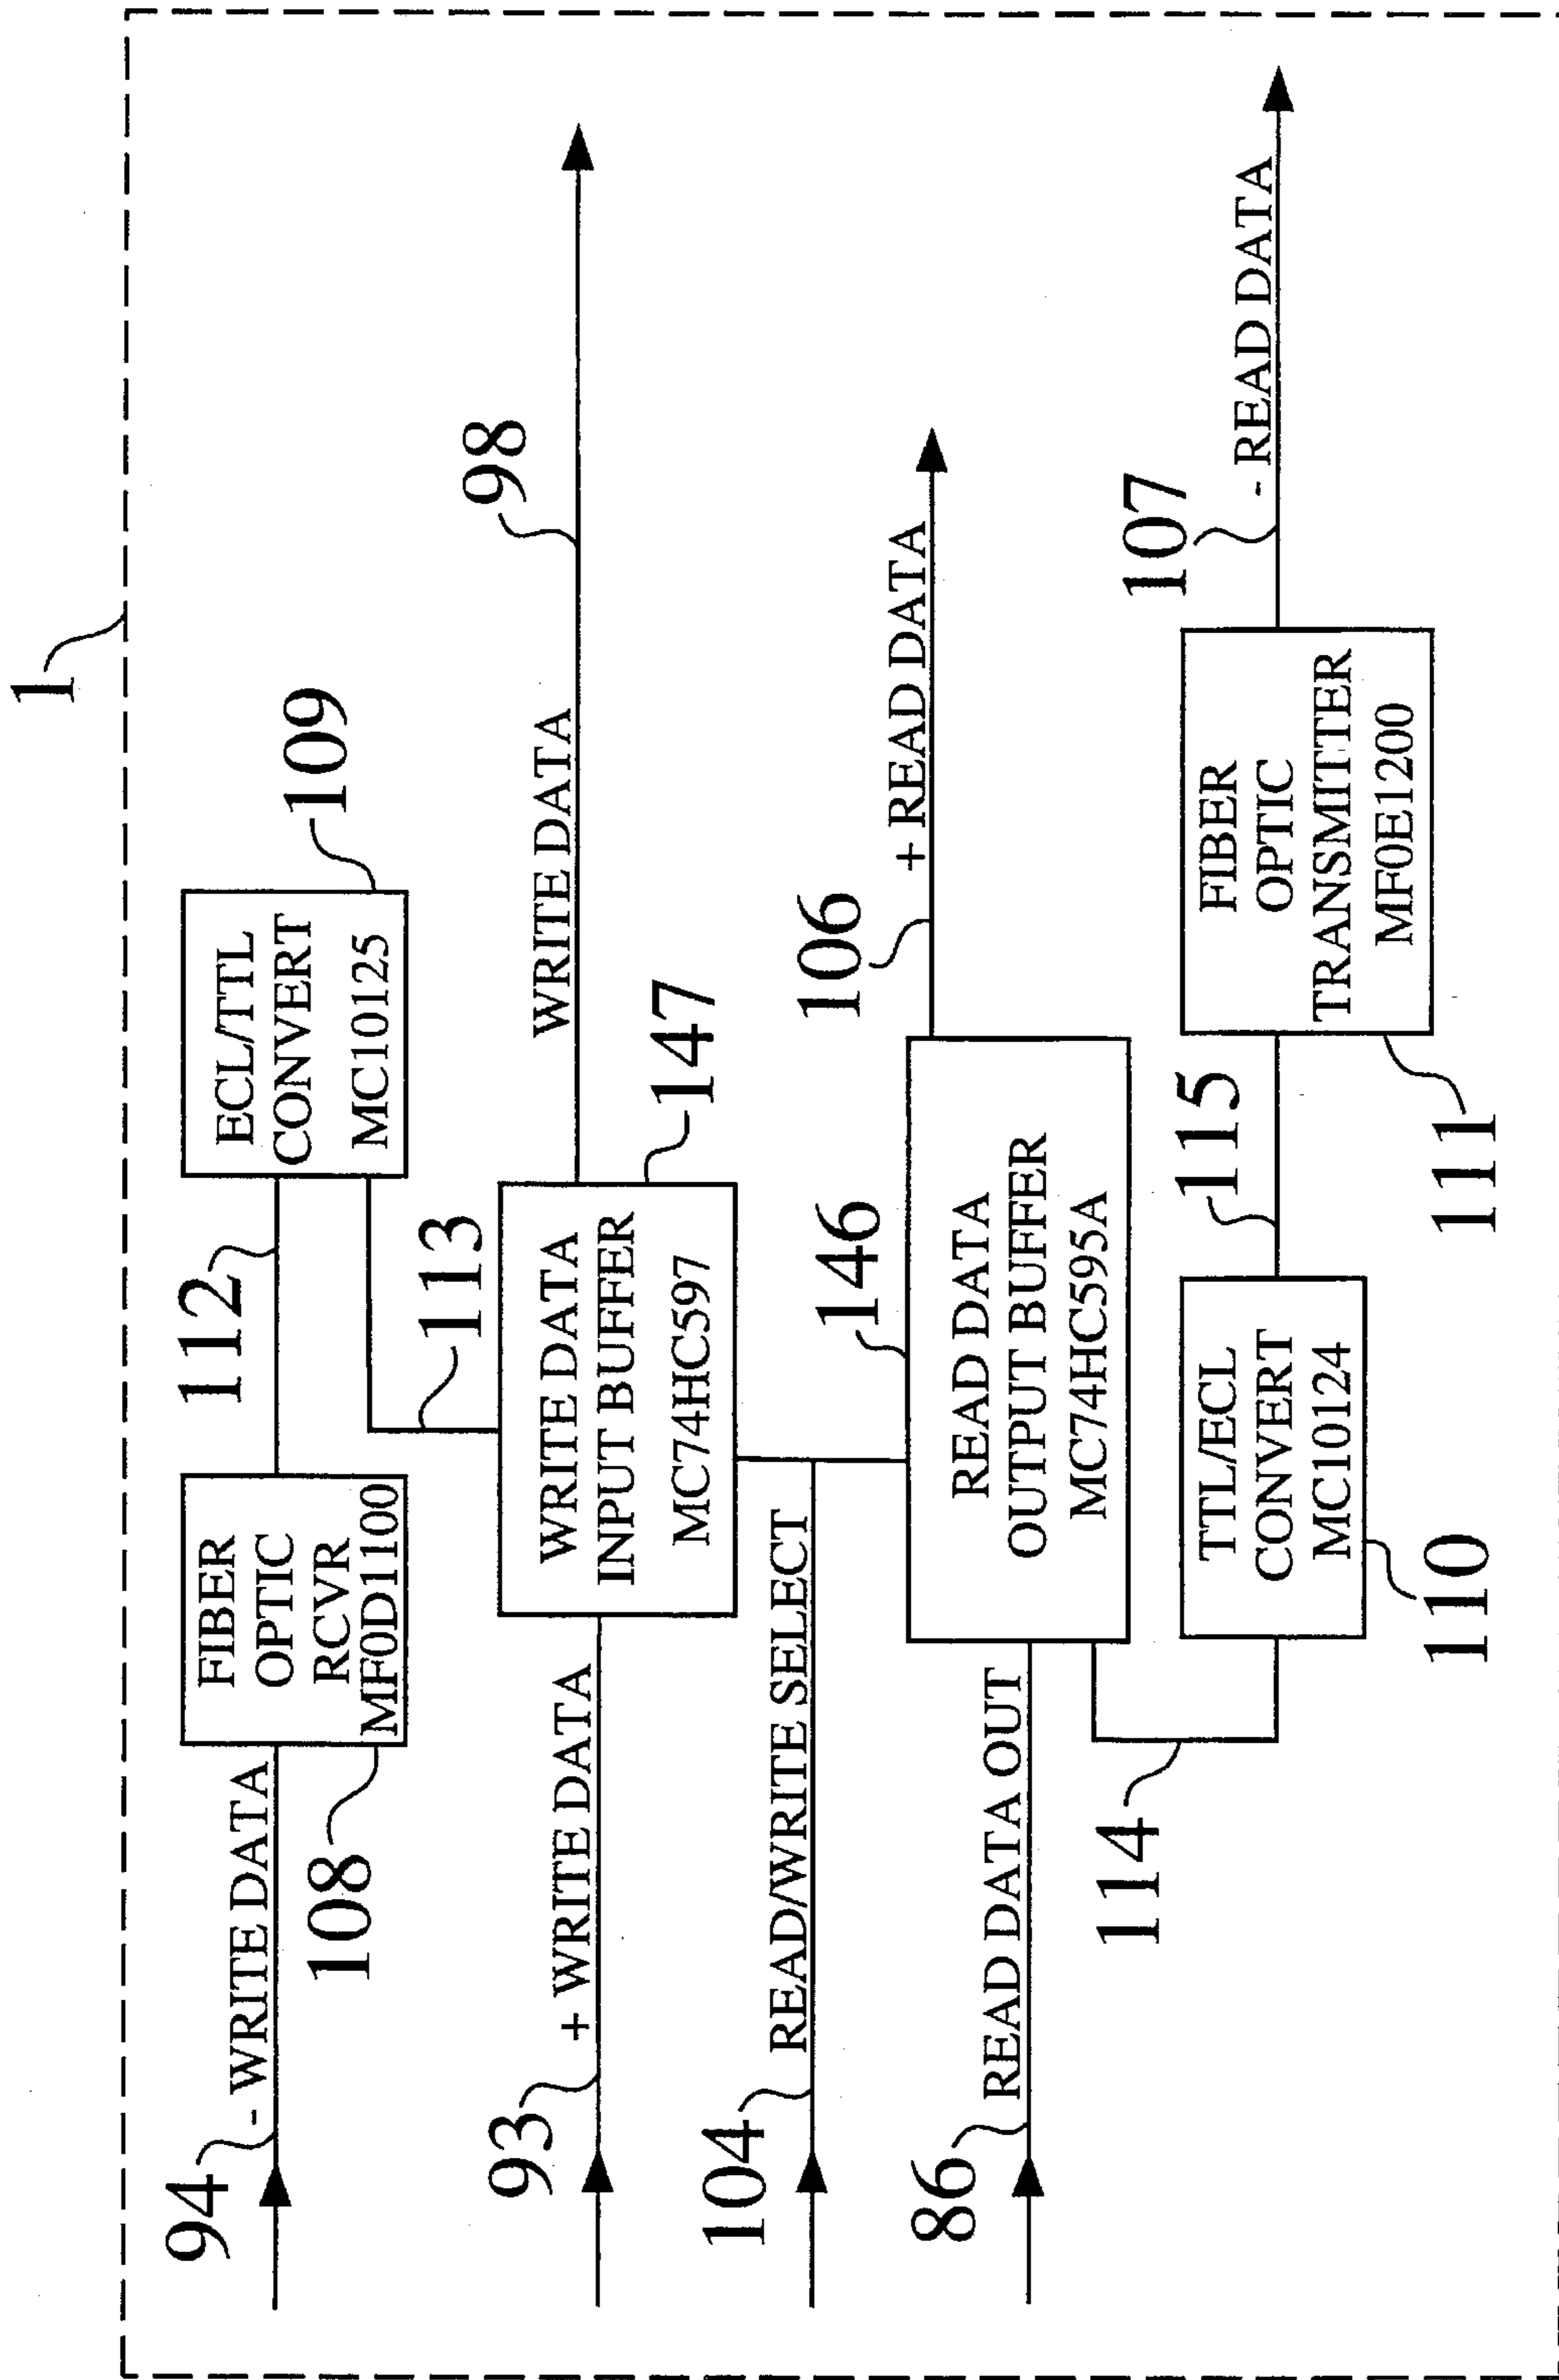 1
94
- WRITE DATA
FIBER
OPTIC
RCVR
MF0D1100
108
112
ECL/TTL
CONVERT
MC10125
109
113
93
+ WRITE DATA
WRITE DATA
INPUT BUFFER
MC74HC597
147
WRITE DATA
98
104
READ/WRITE SELECT
86
READ DATA OUT
146
READ DATA
OUTPUT BUFFER
MC74HC595A
106
+ READ DATA
114
TTL/ECL
CONVERT
MC10124
110
115
FIBER
OPTIC
TRANSMITTER
MF0E1200
111
107
- READ DATA